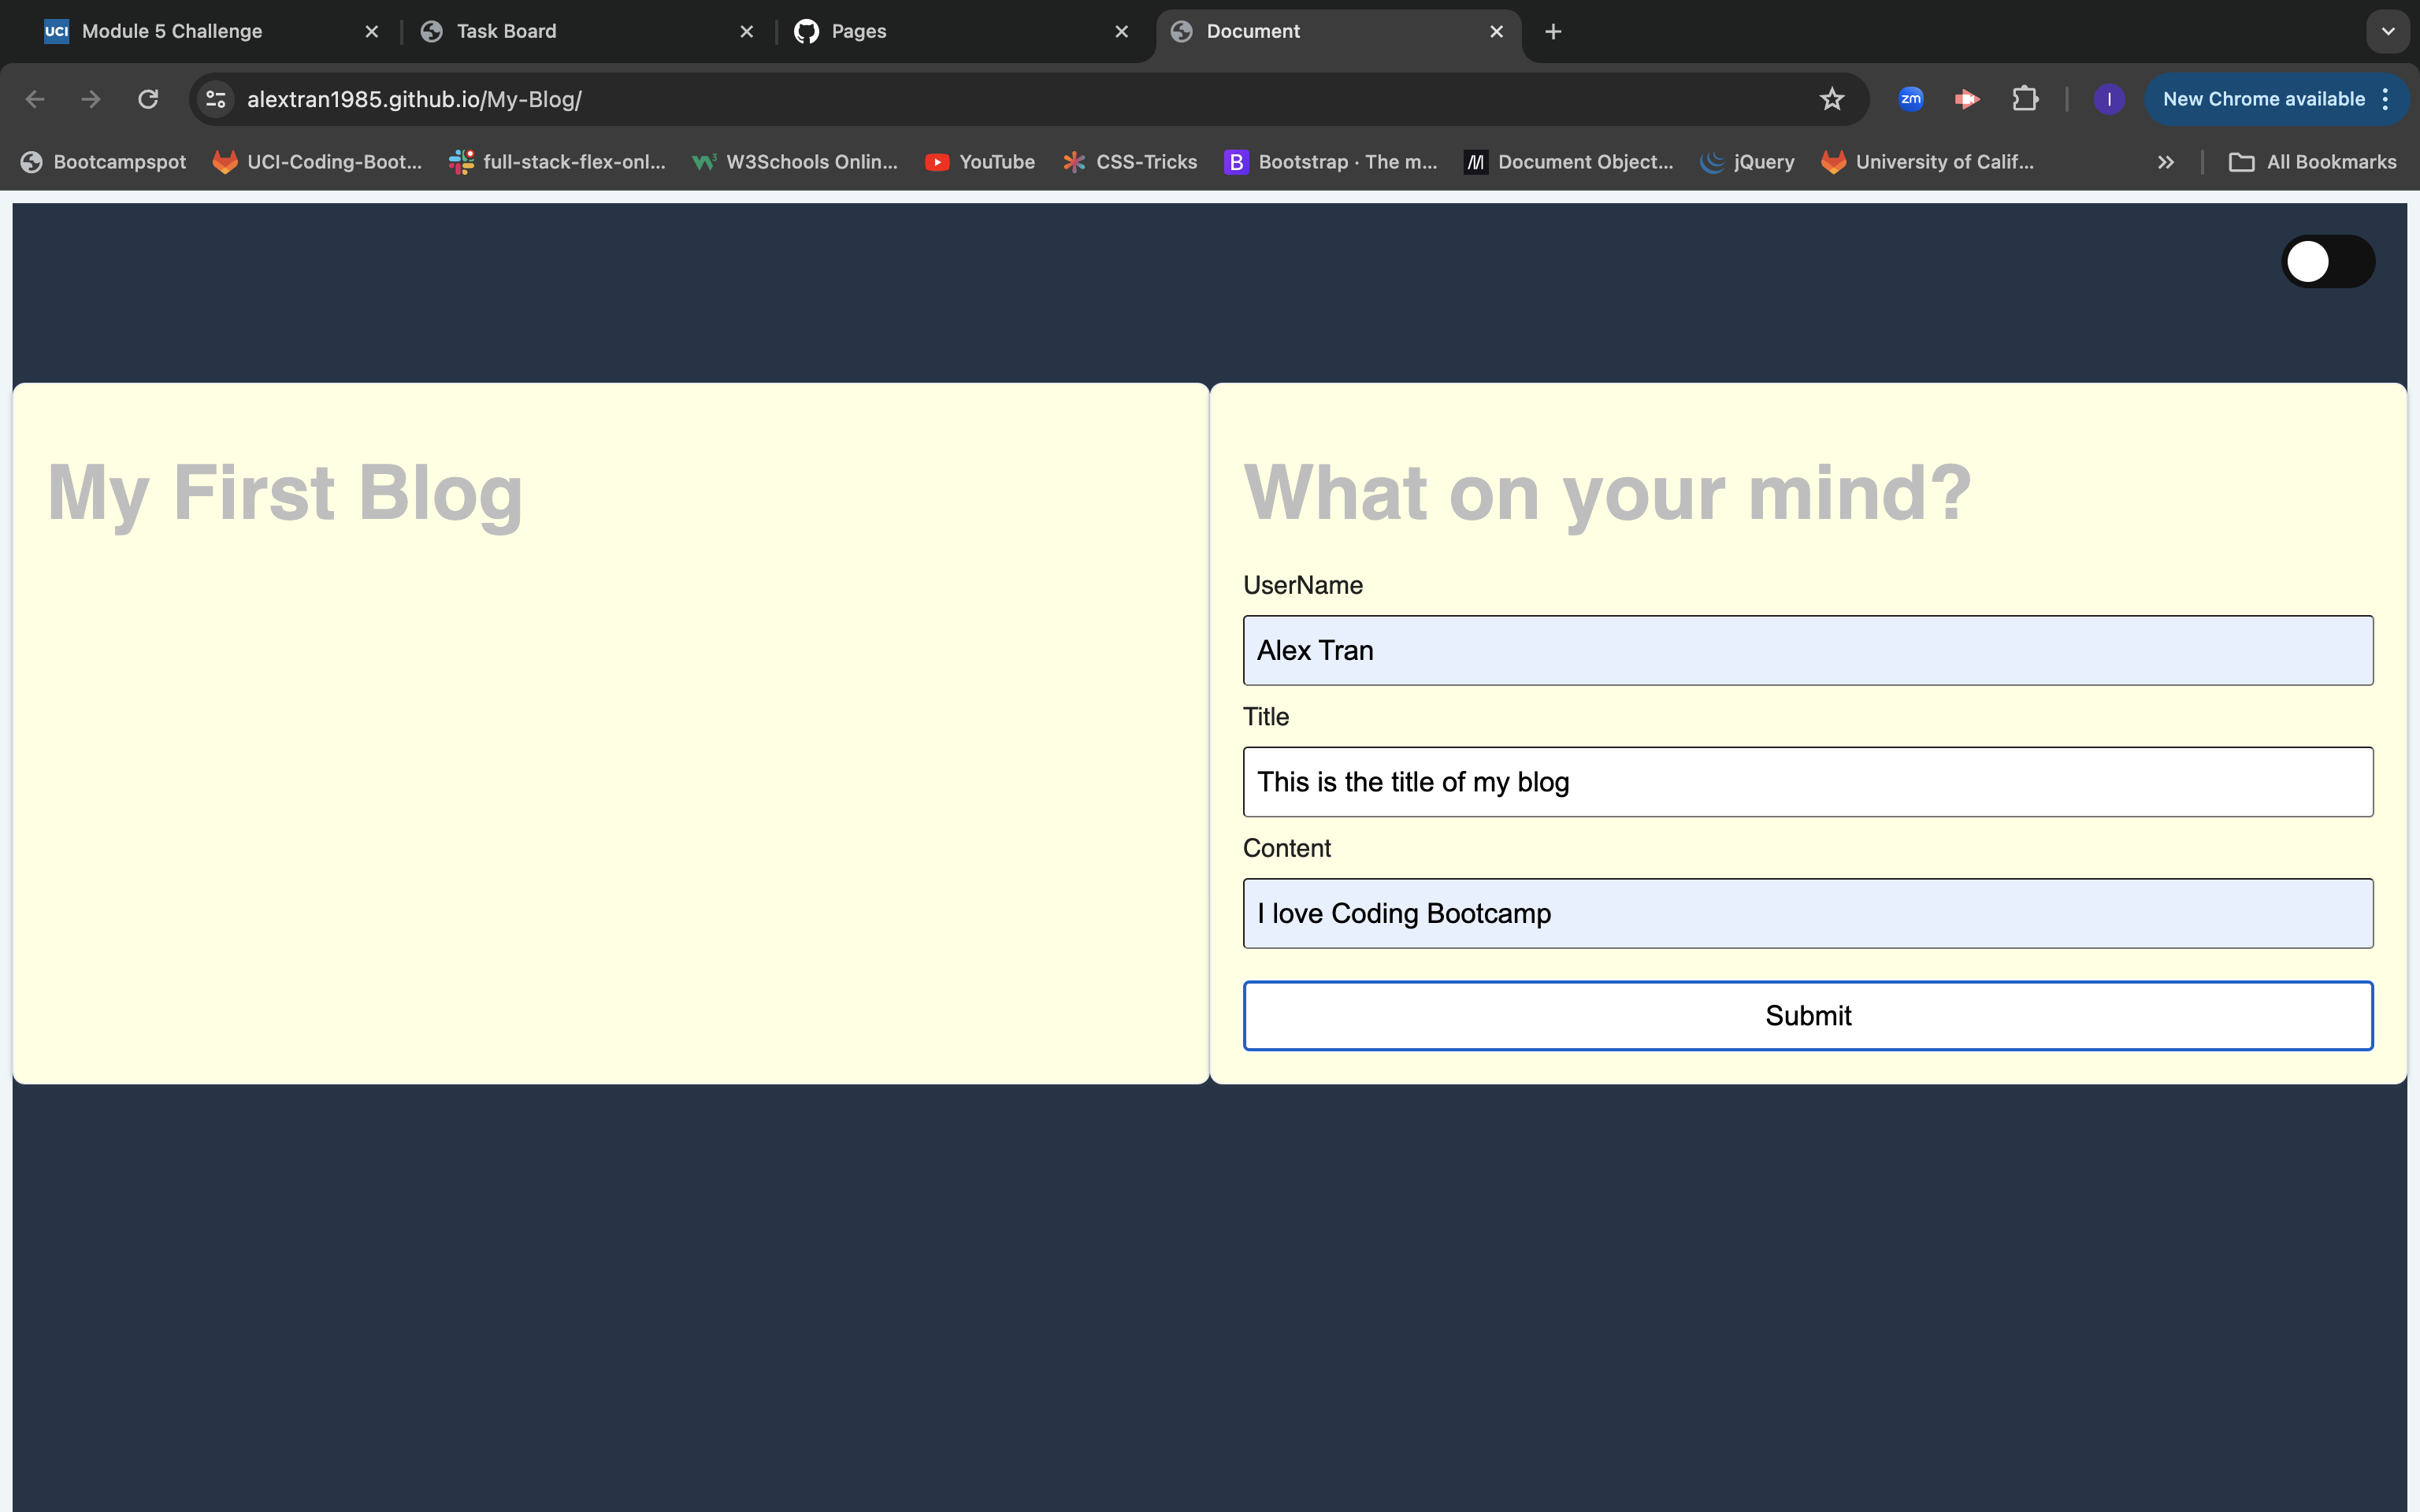 UCI Module 5 Challenge
Task Board
Pages
Document
alextran1985.github.io/My-Blog/
zm
I
New Chrome available
Bootcampspot
UCI-Coding-Boot...
full-stack-flex-onl...
W3Schools Onlin...
YouTube
CSS-Tricks
B Bootstrap · The m...
Document Object...
jQuery
University of Calif...
All Bookmarks
My First Blog
What on your mind?
UserName
Alex Tran
Title
This is the title of my blog
Content
I love Coding Bootcamp
Submit